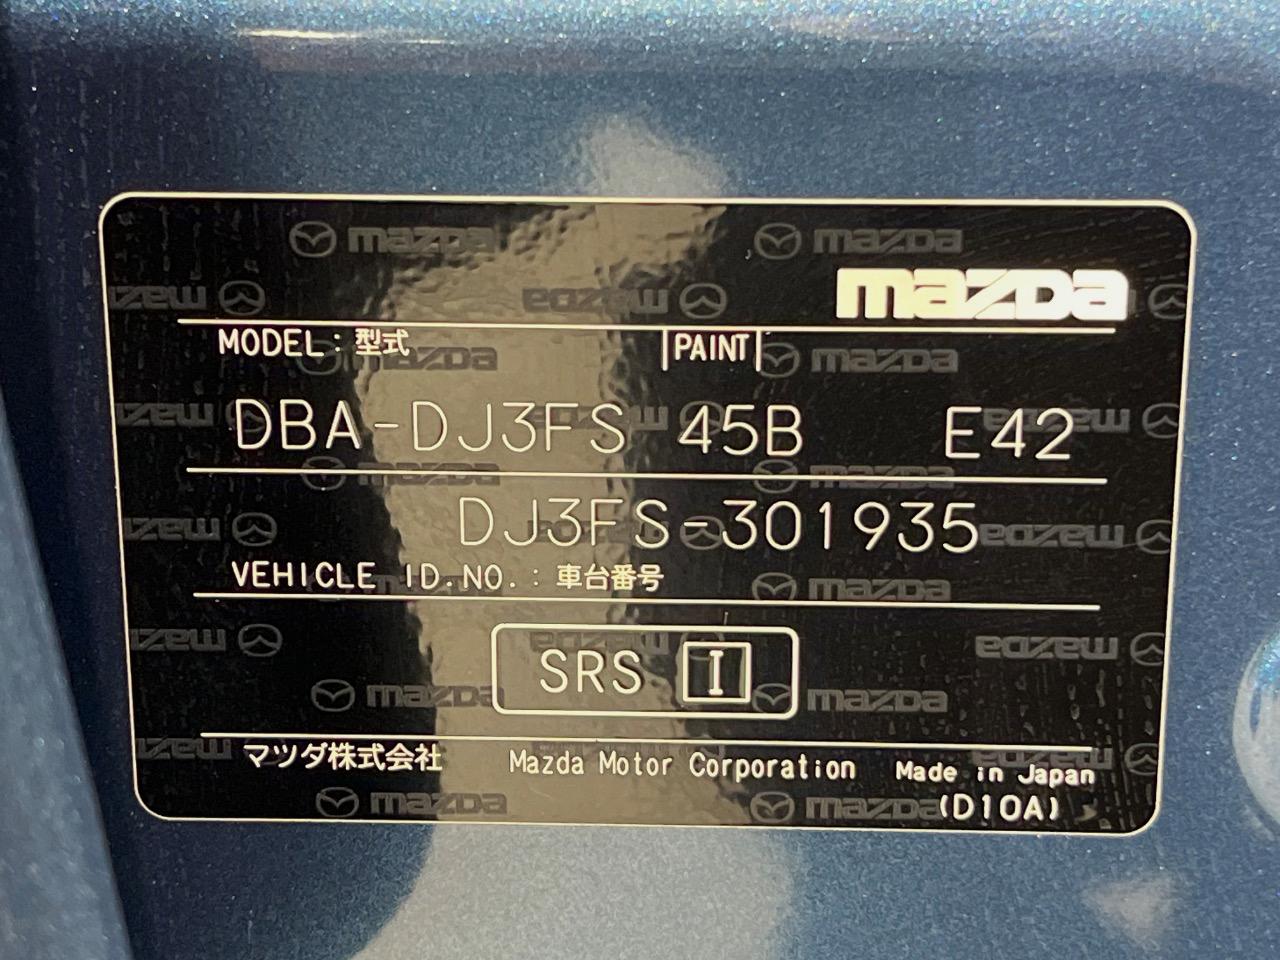 mazda
MODEL: 型式 PAINT
DBA-DJ3FS 45B E42
DJ3FS-301935
VEHICLE ID.NO.: 車台番号
SRS I
マツダ株式会社 Mazda Motor Corporation Made in Japan
(D10A)